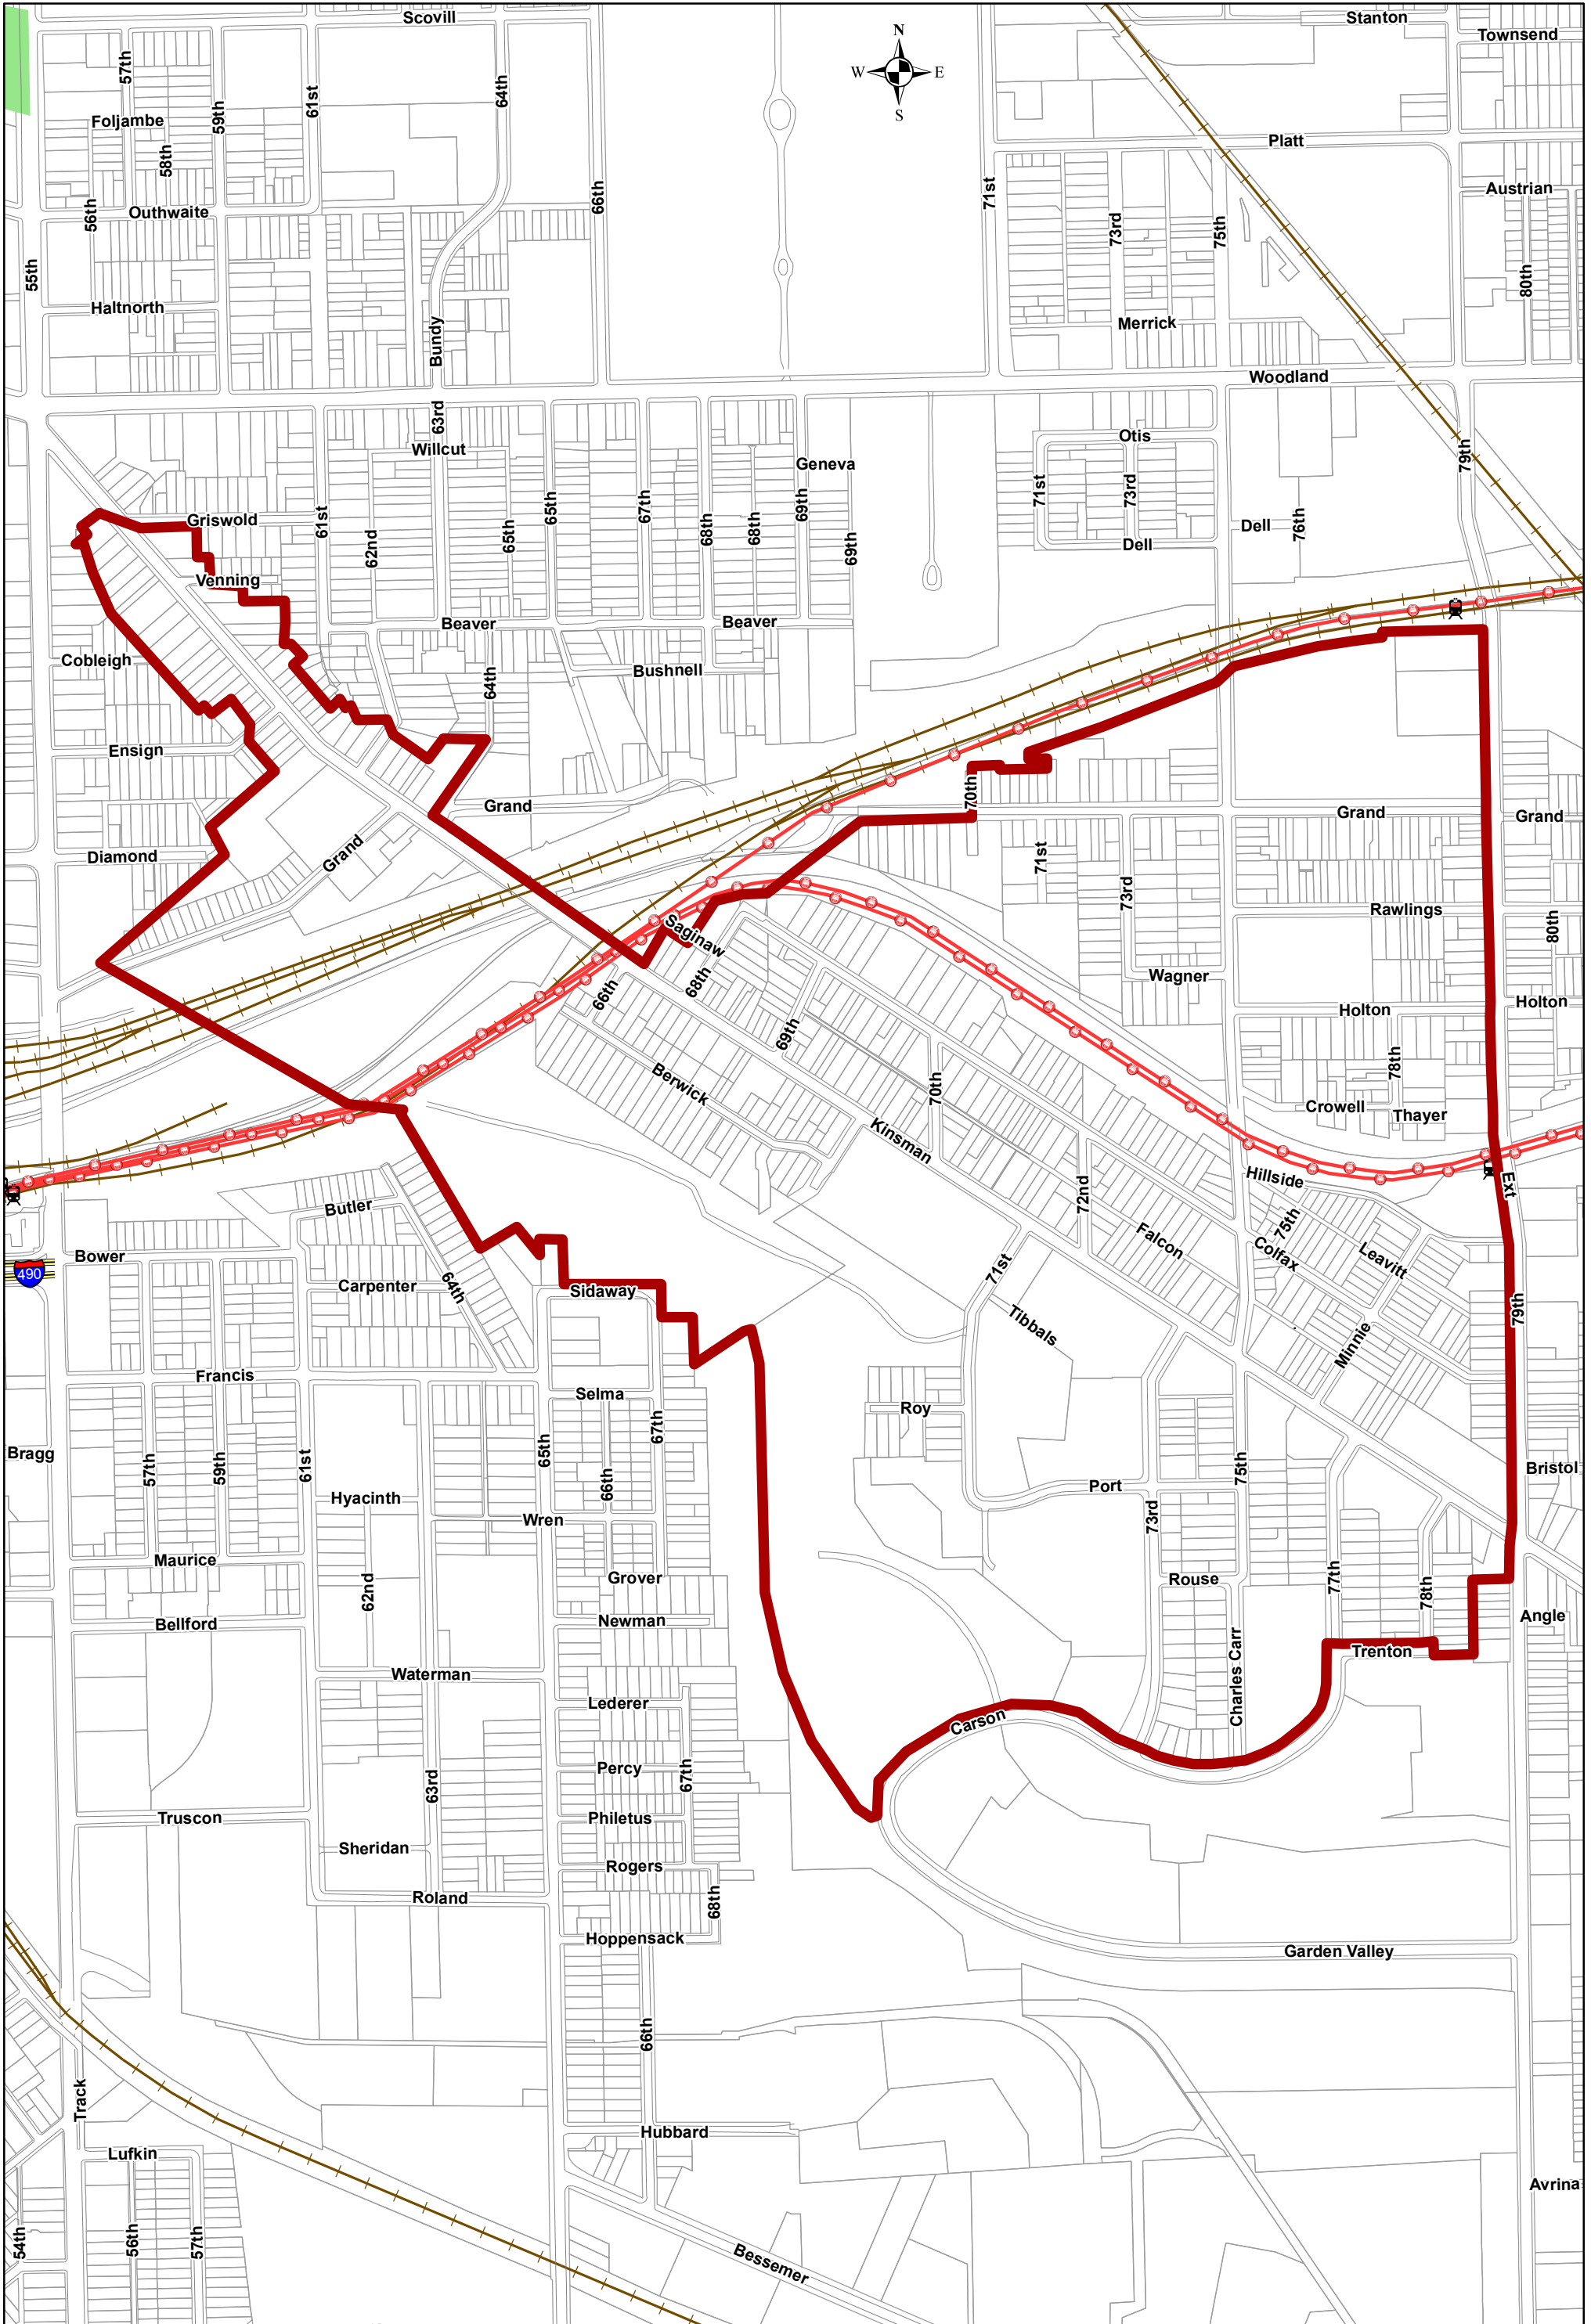 Scovill
Stanton
Townsend
N
W
E
S
57th
61st
64th
59th
Foljambe
58th
Platt
71st
66th
Austrian
56th
Outhwaite
73rd
75th
55th
80th
Haltnorth
Merrick
Bundy
Woodland
63rd
Willcut
Otis
79th
Geneva
71st
73rd
65th
67th
69th
61st
Griswold
62nd
65th
68th
68th
69th
Dell
76th
Dell
Venning
Beaver
Beaver
Cobleigh
Bushnell
64th
Ensign
70th
Grand
Grand
Grand
Diamond
Grand
71st
73rd
Rawlings
80th
Saginaw
68th
Wagner
66th
Holton
Holton
69th
78th
Berwick
70th
Crowell
Thayer
Kinsman
Hillside
Ext
72nd
75th
Butler
Falcon
Colfax
Leavitt
Bower
490
71st
Carpenter
64th
Sidaway
79th
Tibbals
Minnie
Francis
Selma
Roy
67th
Bragg
57th
59th
61st
65th
66th
75th
Bristol
Port
Hyacinth
Wren
73rd
Maurice
62nd
Grover
Rouse
77th
78th
Bellford
Newman
Angle
Trenton
Waterman
Charles Carr
Lederer
Carson
Percy
67th
63rd
Truscon
Philetus
Sheridan
Rogers
Roland
68th
Hoppensack
Garden Valley
66th
Track
Hubbard
Lufkin
Avrina
54th
56th
57th
Bessemer